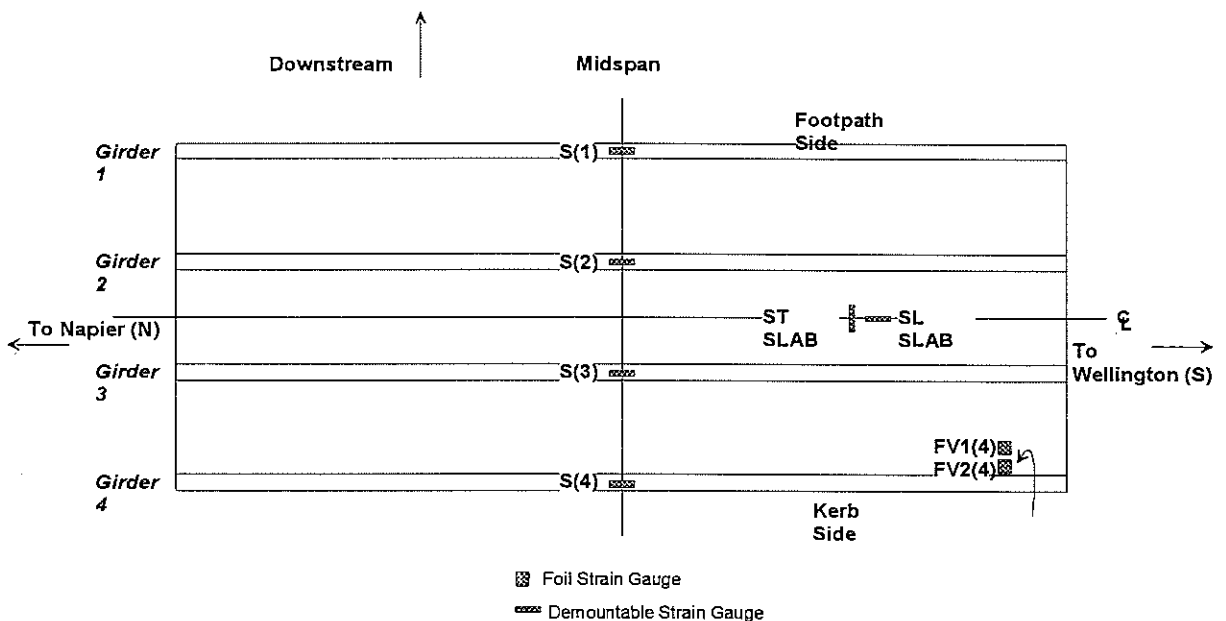 Downstream
Midspan
Footpath
Side
Girder
1
S(1)
Girder
2
S(2)
To Napier (N)
ST
SLAB
SL
SLAB
℄
To
Wellington (S)
Girder
3
S(3)
FV1(4)
FV2(4)
Girder
4
S(4)
Kerb
Side
Foil Strain Gauge
Demountable Strain Gauge